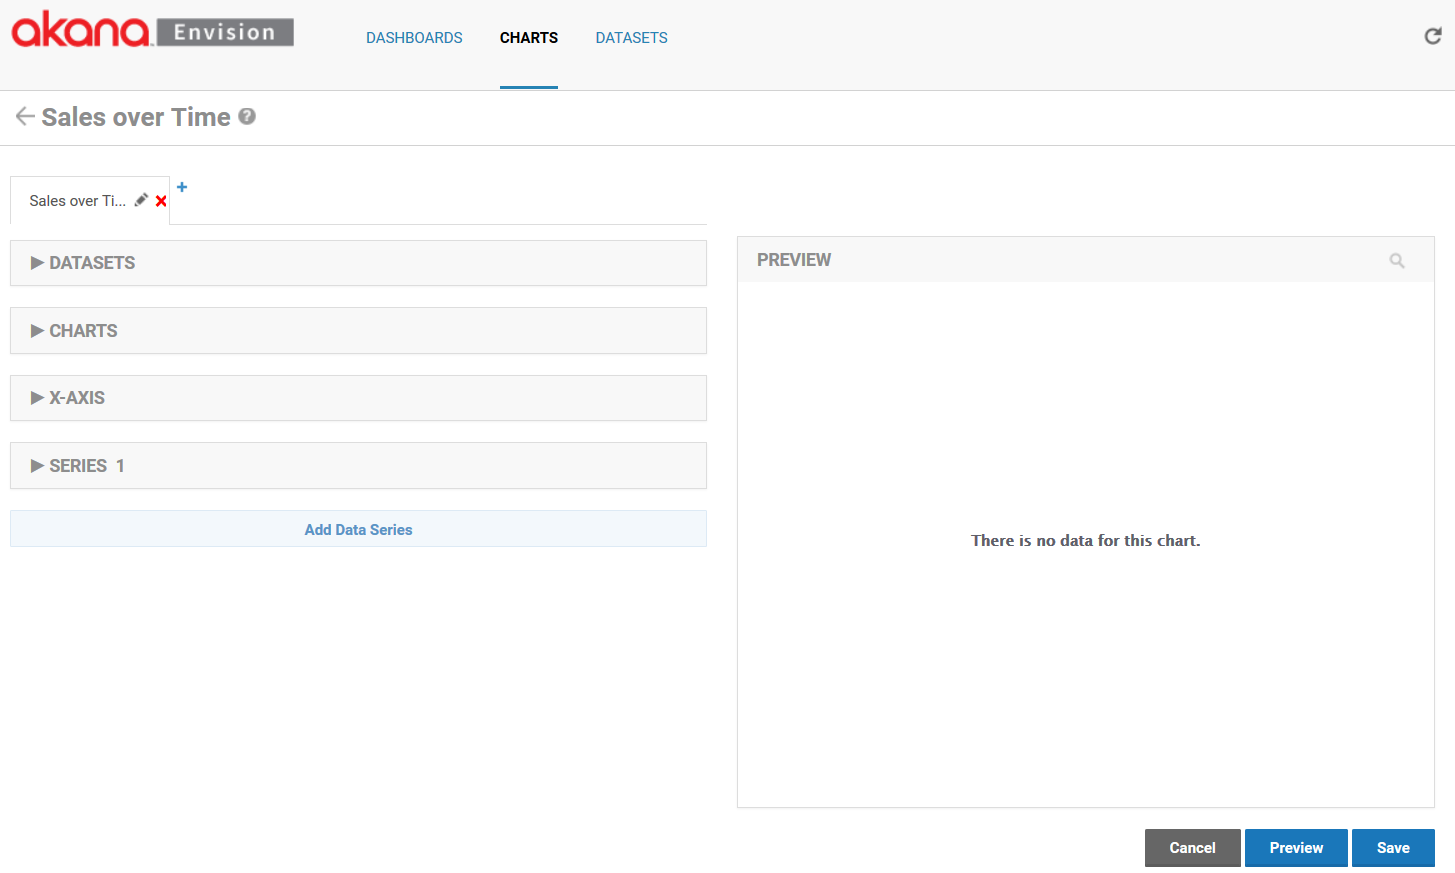 akana Envision
DASHBOARDS CHARTS DATASETS
Sales over Time
Sales over Ti...
DATASETS
CHARTS
X-AXIS
SERIES 1
Add Data Series
PREVIEW
There is no data for this chart.
Cancel Preview Save